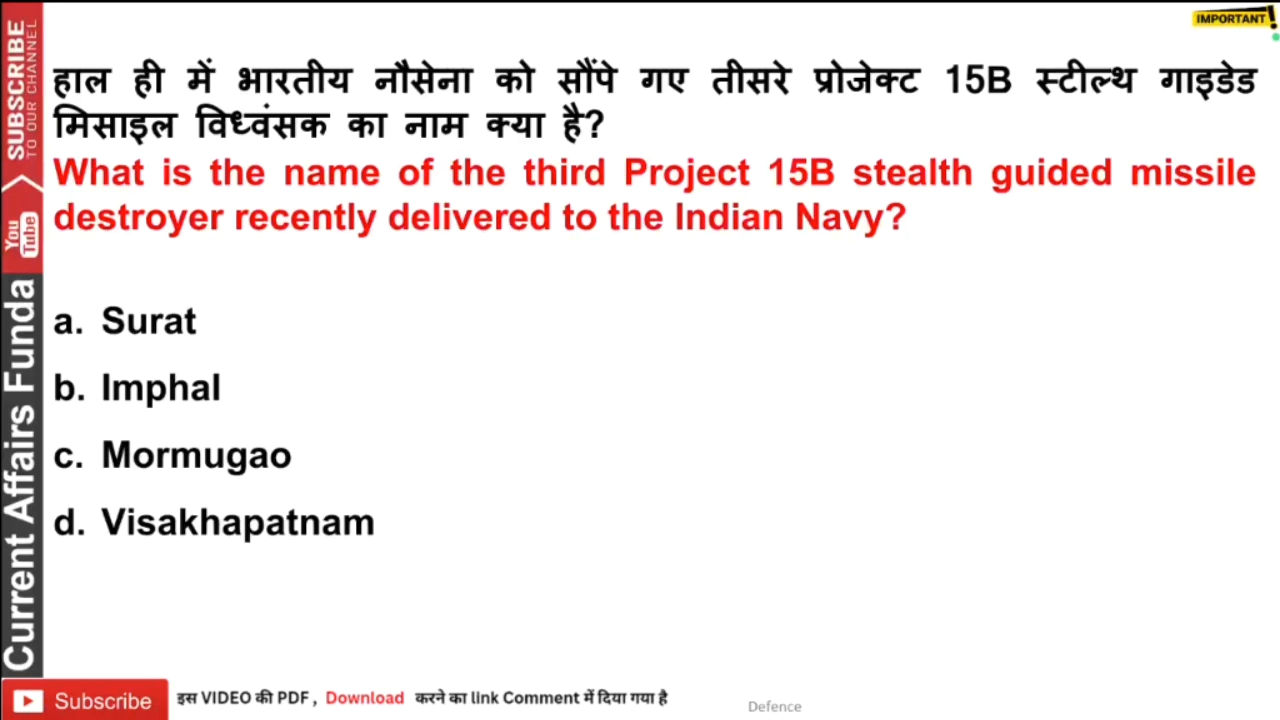 IMPORTANT!
हाल ही में भारतीय नौसेना को सौंपे गए तीसरे प्रोजेक्ट 15B स्टील्थ गाइडेड
मिसाइल विध्वंसक का नाम क्या है?
What is the name of the third Project 15B stealth guided missile
destroyer recently delivered to the Indian Navy?
a. Surat
b. Imphal
c. Mormugao
d. Visakhapatnam
SUBSCRIBE
TO OUR CHANNEL
You
Tube
Current Affairs Funda
Subscribe
इस VIDEO की PDF , Download करने का link Comment में दिया गया है
Defence